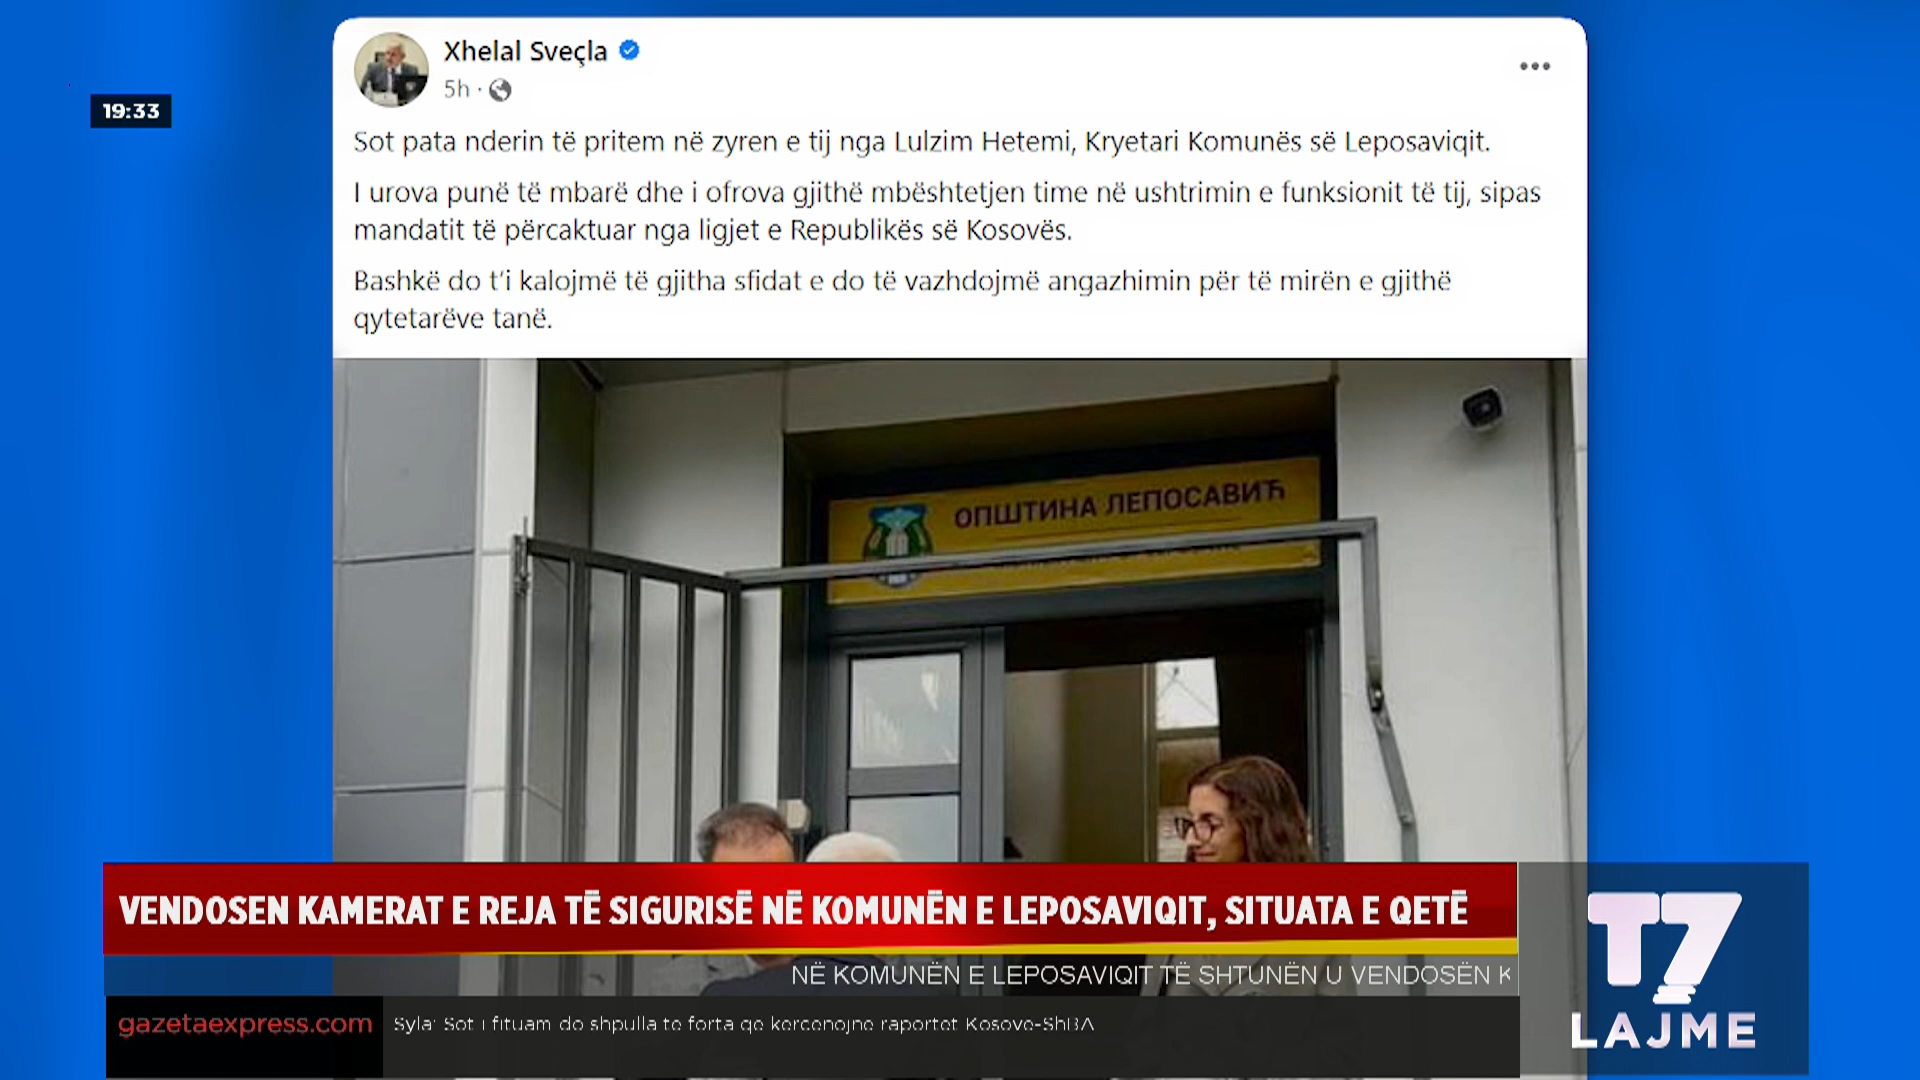 19:33
Xhelal Sveçla
5h ·
Sot pata nderin të pritem në zyren e tij nga Lulzim Hetemi, Kryetari Komunës së Leposaviqit.
I urova punë të mbarë dhe i ofrova gjithë mbështetjen time në ushtrimin e funksionit të tij, sipas
mandatit të përcaktuar nga ligjet e Republikës së Kosovës.
Bashkë do t'i kalojmë të gjitha sfidat e do të vazhdojmë angazhimin për të mirën e gjithë
qytetarëve tanë.
ОПШТИНА ЛЕПОСАВИЋ
VENDOSEN KAMERAT E REJA TË SIGURISË NË KOMUNËN E LEPOSAVIQIT, SITUATA E QETË
NË KOMUNËN E LEPOSAVIQIT TË SHTUNËN U VENDOSËN K
gazetaexpress.com
Syla: Sot i fituam do shpulla të forta që kërcënojnë raportet Kosovë-ShBA
T7
LAJME